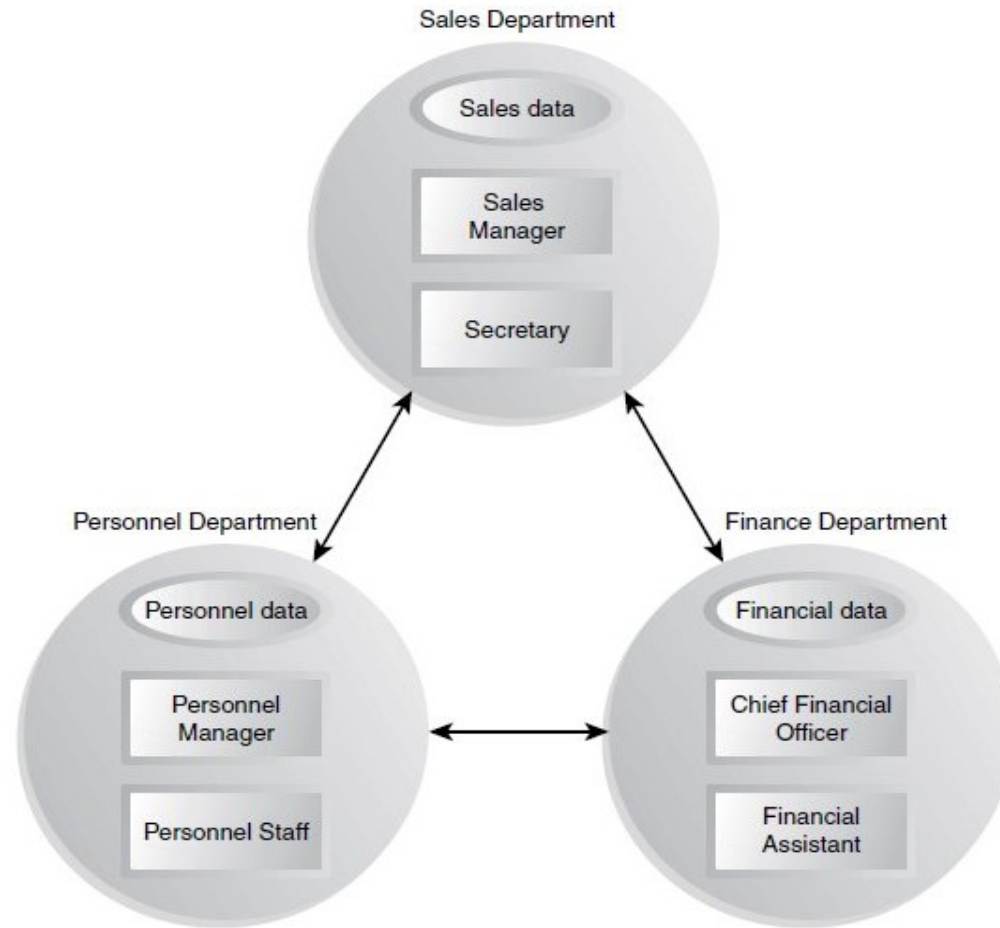 Sales Department
Sales data
Sales
Manager
Secretary
Personnel Department
Personnel data
Personnel
Manager
Personnel Staff
Finance Department
Financial data
Chief Financial
Officer
Financial
Assistant